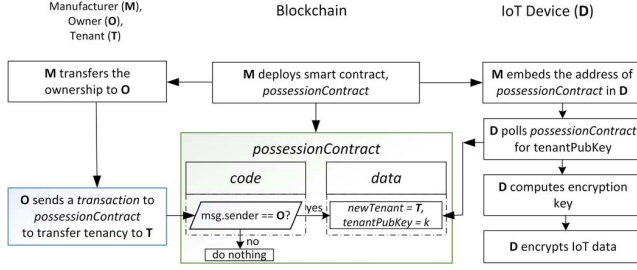 Manufacturer (M),
Owner (O),
Tenant (T)
Blockchain
IoT Device (D)
M transfers the
ownership to O
M deploys smart contract,
possessionContract
M embeds the address of
possessionContract in D
possessionContract
D polls possessionContract
for tenantPubKey
code
data
O sends a transaction to
possessionContract
to transfer tenancy to T
msg.sender == O?
yes
newTenant = T,
tenantPubKey = k
D computes encryption
key
no
do nothing
D encrypts IoT data